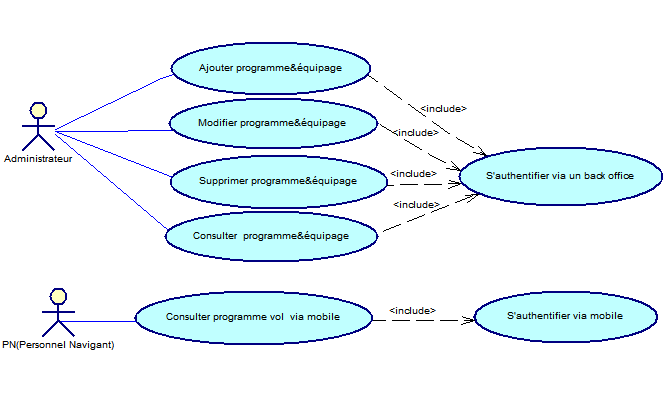 Ajouter programme&équipage
<include>
Modifier programme&équipage
<include>
Administrateur
Supprimer programme&équipage
<include>
S'authentifier via un back office
<include>
Consulter programme&équipage
Consulter programme vol via mobile
<include>
S'authentifier via mobile
PN(Personnel Navigant)